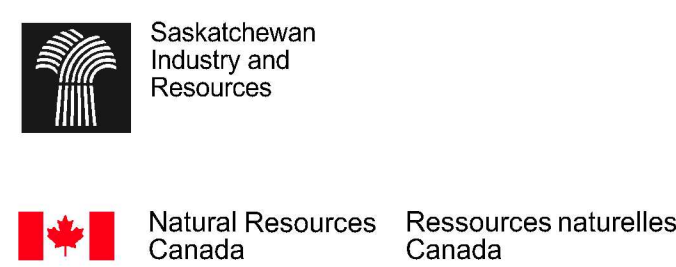 Saskatchewan
Industry and
Resources
Natural Resources
Canada
Ressources naturelles
Canada